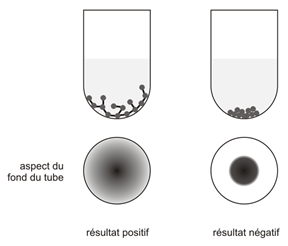 aspect du
fond du tube
résultat positif
résultat négatif